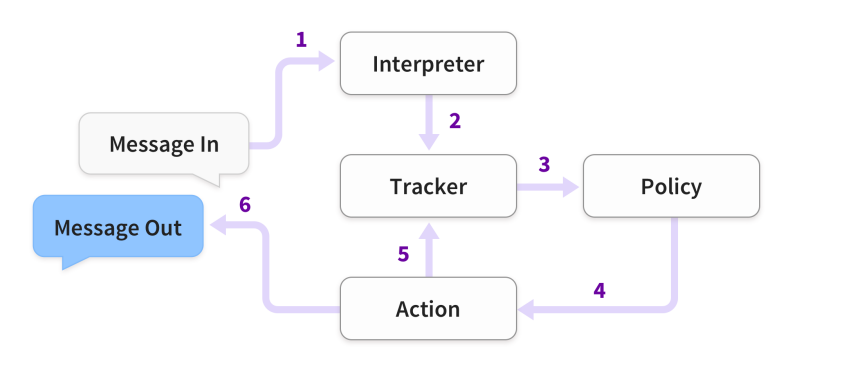 1
Interpreter
2
Message In
3
Tracker
Policy
6
Message Out
5
4
Action